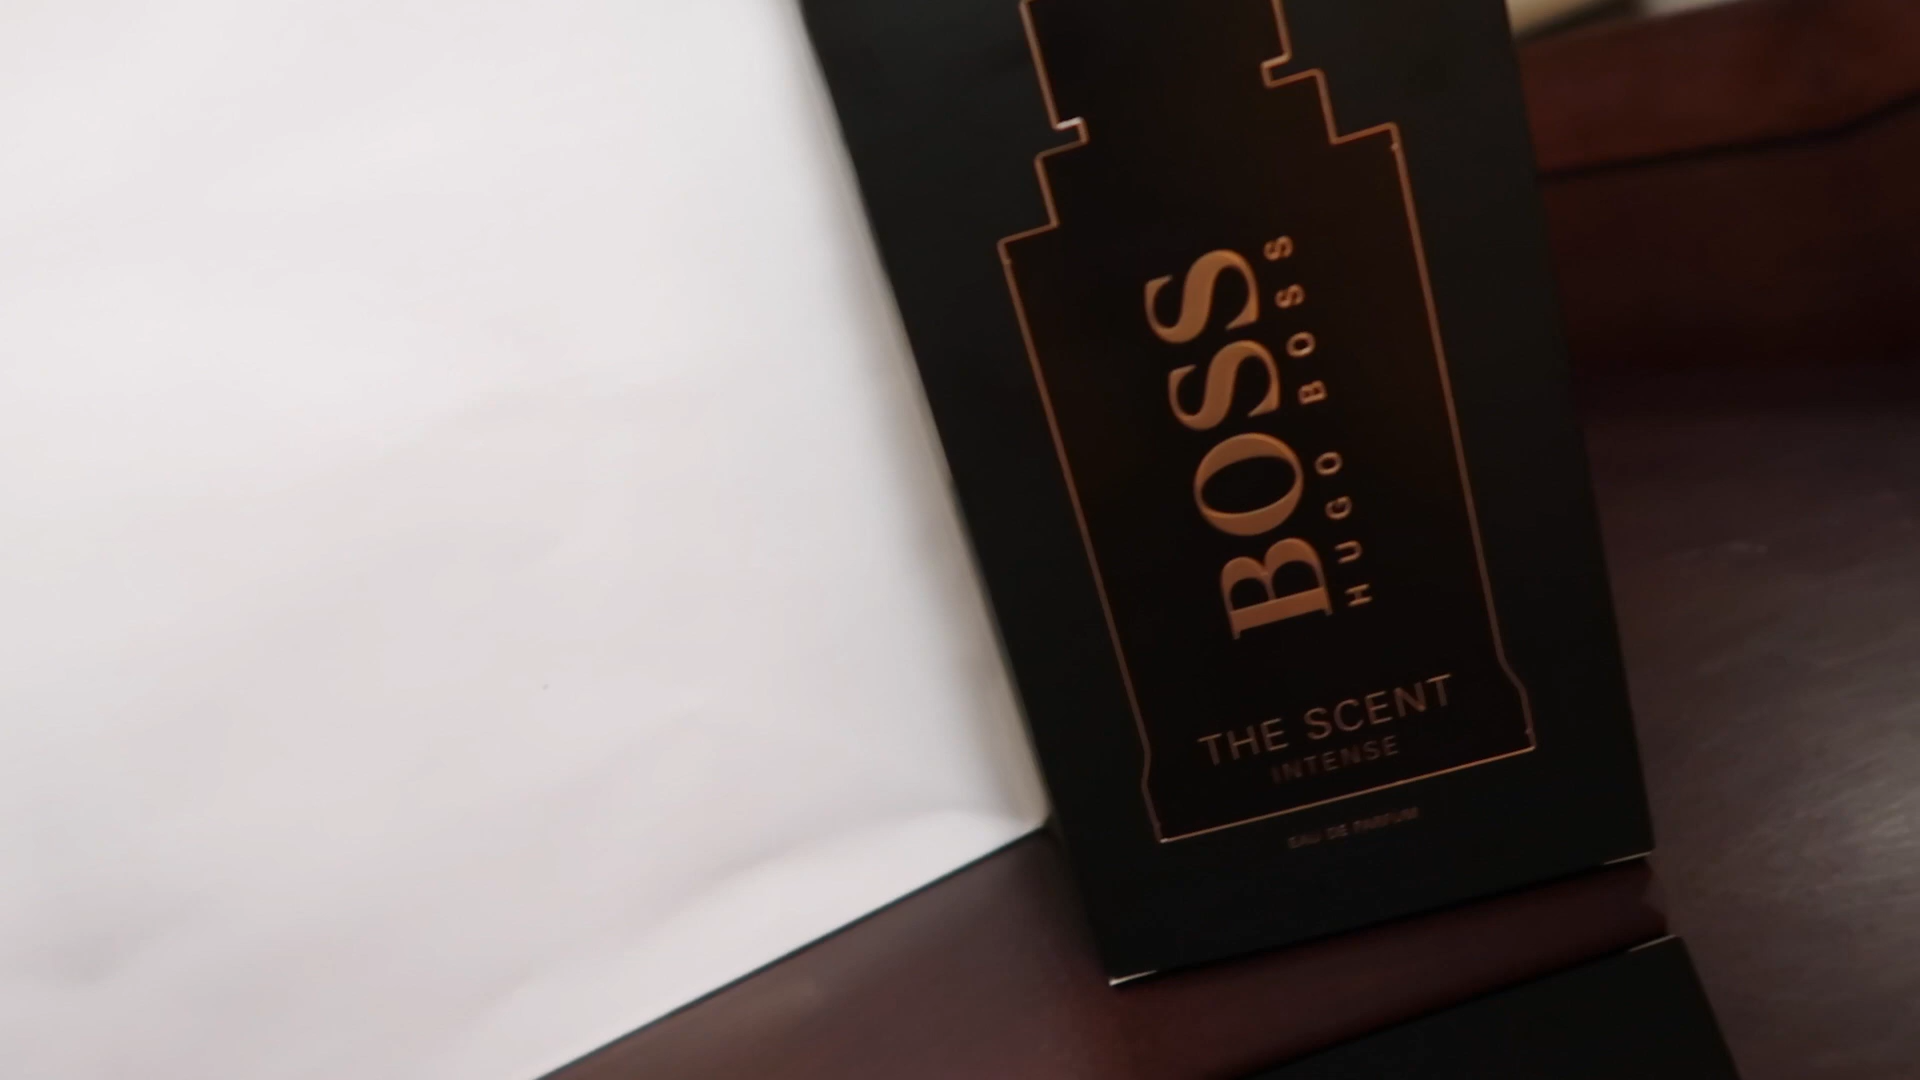 BOSS
HUGO BOSS
THE SCENT
INTENSE
EAU DE PARFUM